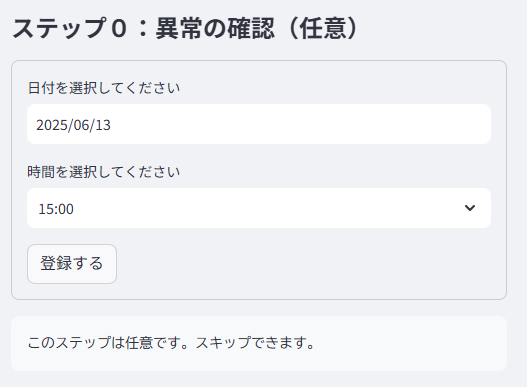 ステップ０：異常の確認（任意）
日付を選択してください
2025/06/13
時間を選択してください
15:00
登録する
このステップは任意です。スキップできます。